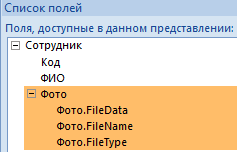 Список полей
Поля, доступные в данном представлении:
Сотрудник
Код
ФИО
Фото
Фото.FileData
Фото.FileName
Фото.FileType